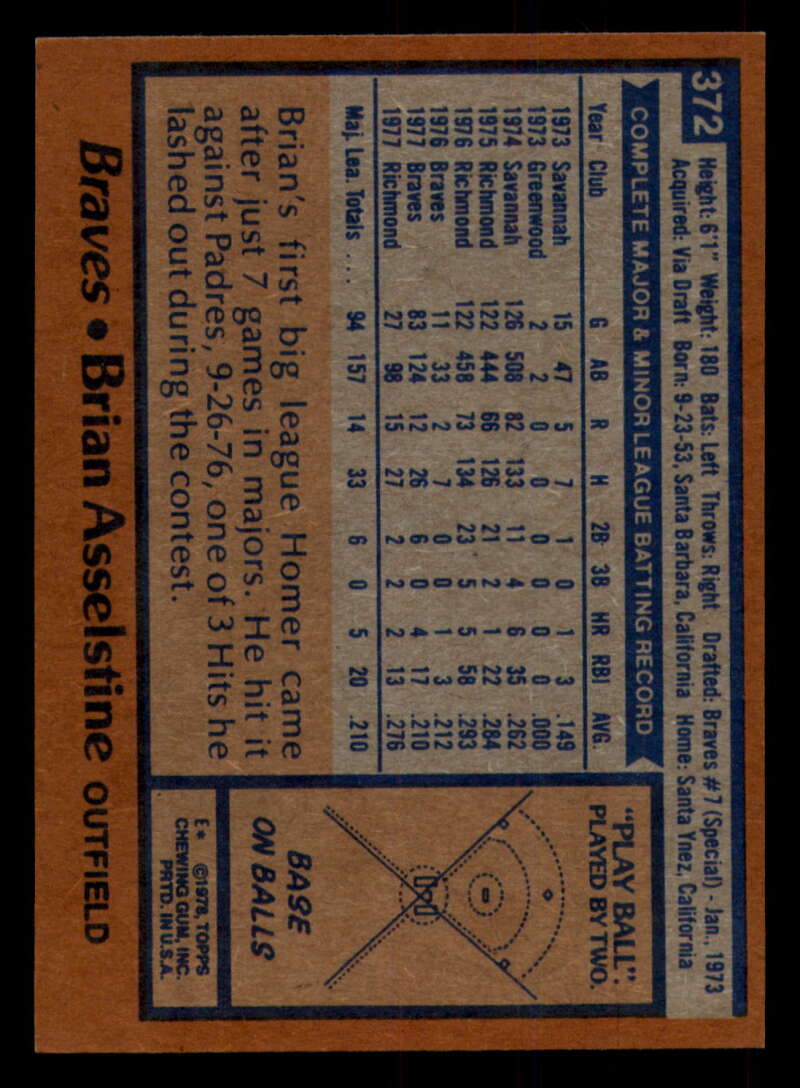 372
Height: 6'1" Weight: 180 Bats: Left Throws: Right Drafted: Braves #7 (Special) - Jan., 1973
Acquired: Via Draft Born: 9-23-53, Santa Barbara, California Home: Santa Ynez, California
COMPLETE MAJOR & MINOR LEAGUE BATTING RECORD
Year Club G AB R H 2B 3B HR RBI AVG.
1973 Savannah 15 47 5 7 1 0 1 3 .149
1973 Greenwood 2 2 0 0 0 0 0 0 .000
1974 Savannah 126 508 82 133 11 4 6 35 .262
1975 Richmond 122 444 66 126 21 2 1 22 .284
1976 Richmond 122 458 73 134 23 5 5 58 .293
1976 Braves 11 33 2 7 0 0 1 3 .212
1977 Braves 83 124 12 26 6 0 4 17 .210
1977 Richmond 27 98 15 27 2 2 2 13 .276
Maj. Lea. Totals .... 94 157 14 33 6 0 5 20 .210
Brian's first big league Homer came
after just 7 games in majors. He hit it
against Padres, 9-26-76, one of 3 Hits he
lashed out during the contest.
"PLAY BALL":
PLAYED BY TWO.
BASE
ON BALLS
E* ©1978, TOPPS
CHEWING GUM, INC.
PRTD. IN U.S.A.
Braves • Brian Asselstine OUTFIELD